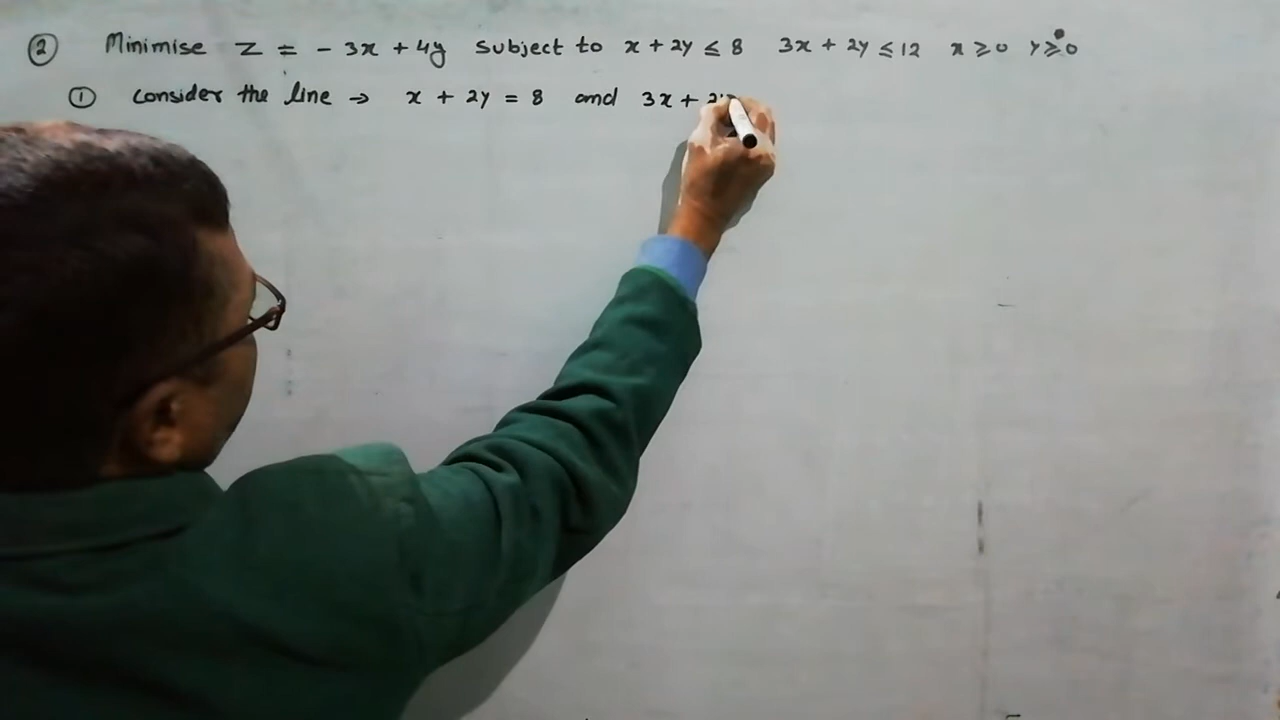 ② Minimise Z = - 3x + 4y subject to x + 2y ≤ 8 3x + 2y ≤ 12 x ≥ 0 y ≥ 0
① Consider the line → x + 2y = 8 and 3x + 2